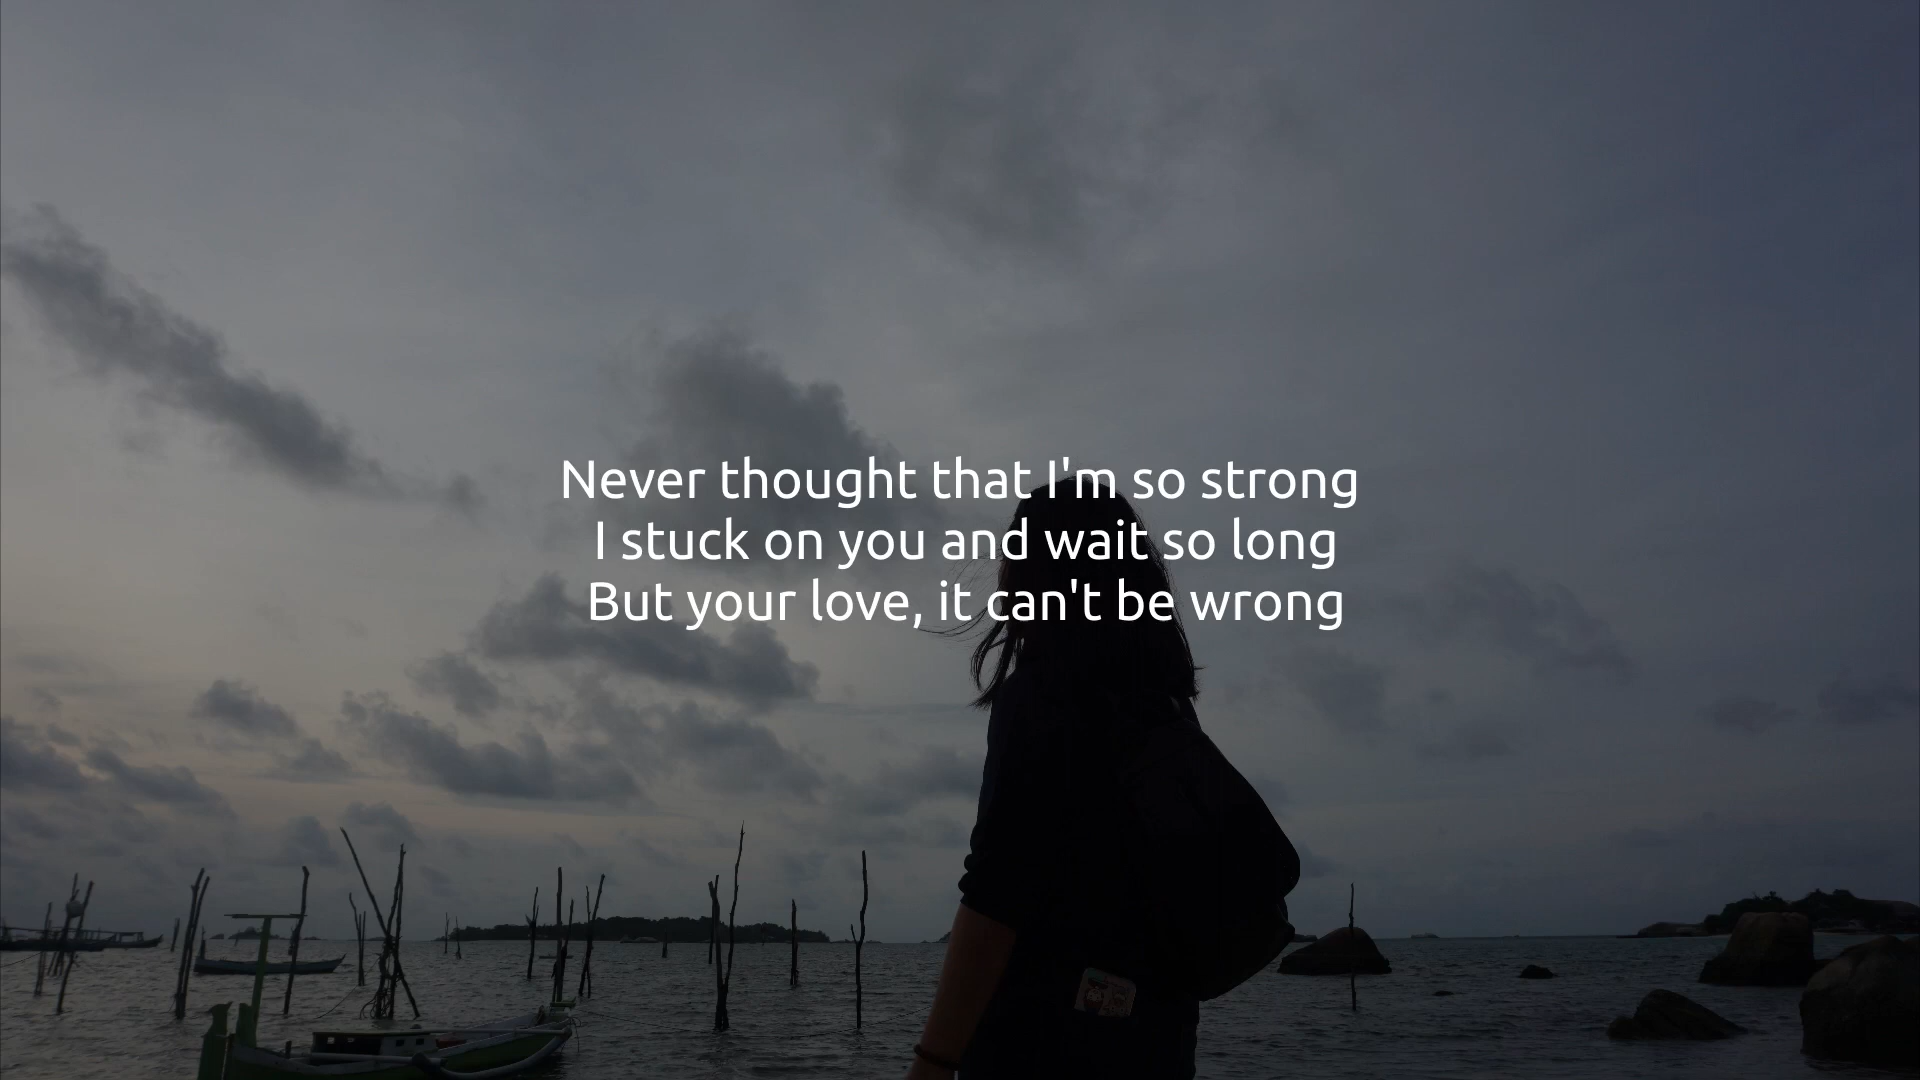 Never thought that I'm so strong
I stuck on you and wait so long
But your love, it can't be wrong